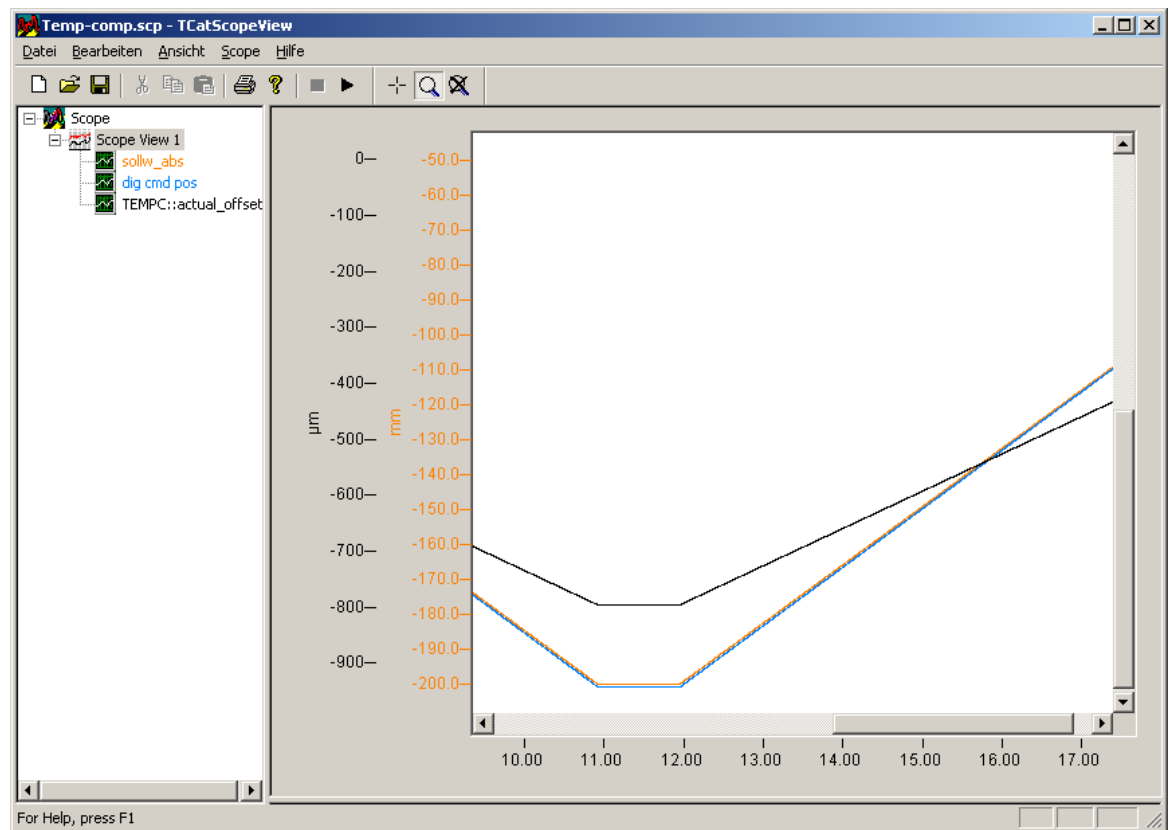 Temp-comp.scp - TCatScopeView
Datei Bearbeiten Ansicht Scope Hilfe
Scope
Scope View 1
sollw_abs
dig cmd pos
TEMPC::actual_offset
0
-100
-200
-300
-400
-500
-600
-700
-800
-900
µm
-50.0
-60.0
-70.0
-80.0
-90.0
-100.0
-110.0
-120.0
-130.0
-140.0
-150.0
-160.0
-170.0
-180.0
-190.0
-200.0
mm
10.00 11.00 12.00 13.00 14.00 15.00 16.00 17.00
For Help, press F1